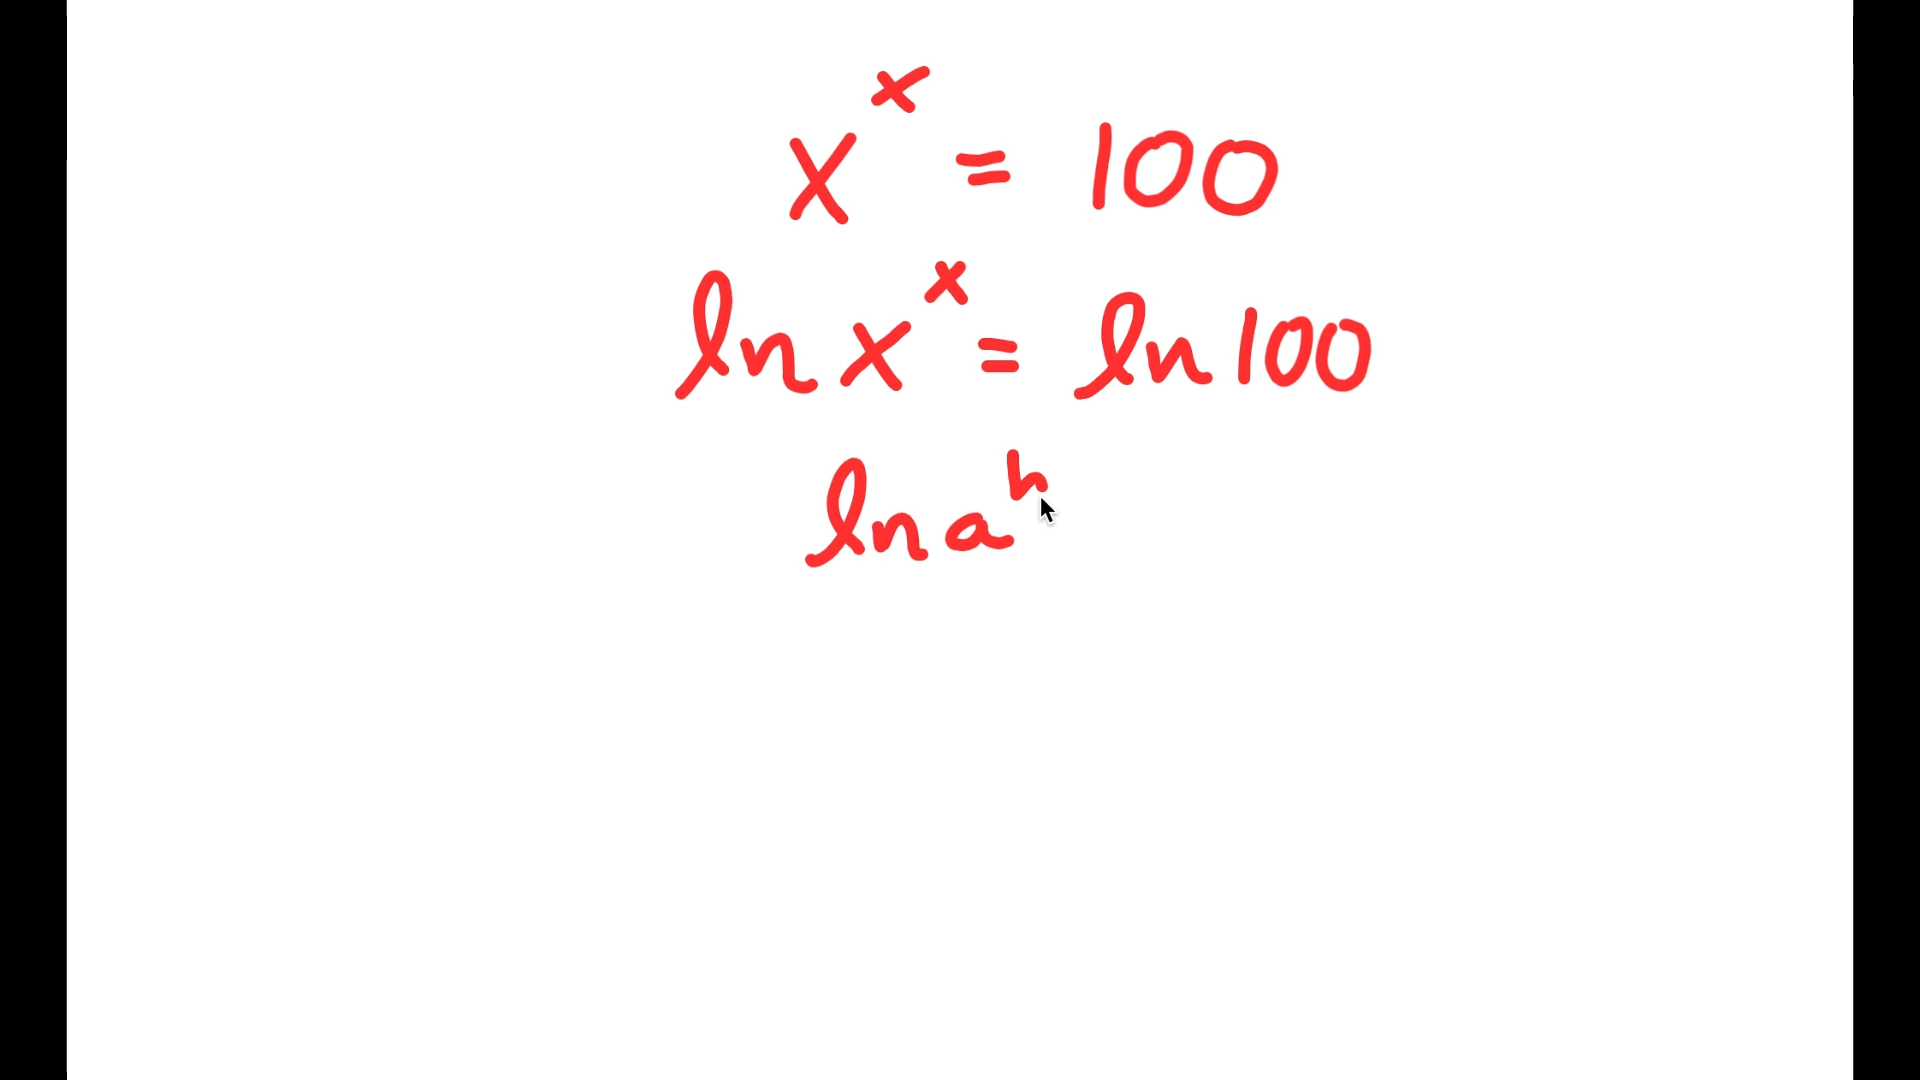 x^x = 100
ln x^x = ln 100
ln a^n